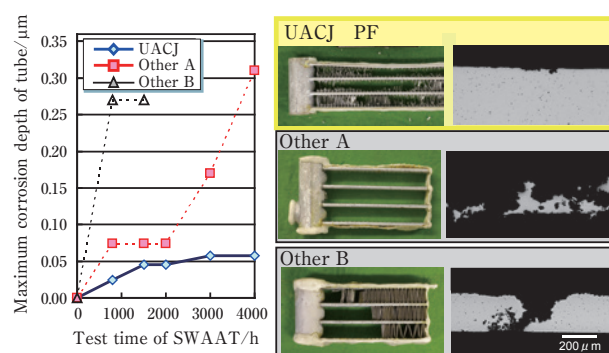 UACJ
Other A
Other B
Maximum corrosion depth of tube/μm
0.35
0.30
0.25
0.20
0.15
0.10
0.05
0.00
0 1000 2000 3000 4000
Test time of SWAAT/h
UACJ PF
Other A
Other B
200 μm